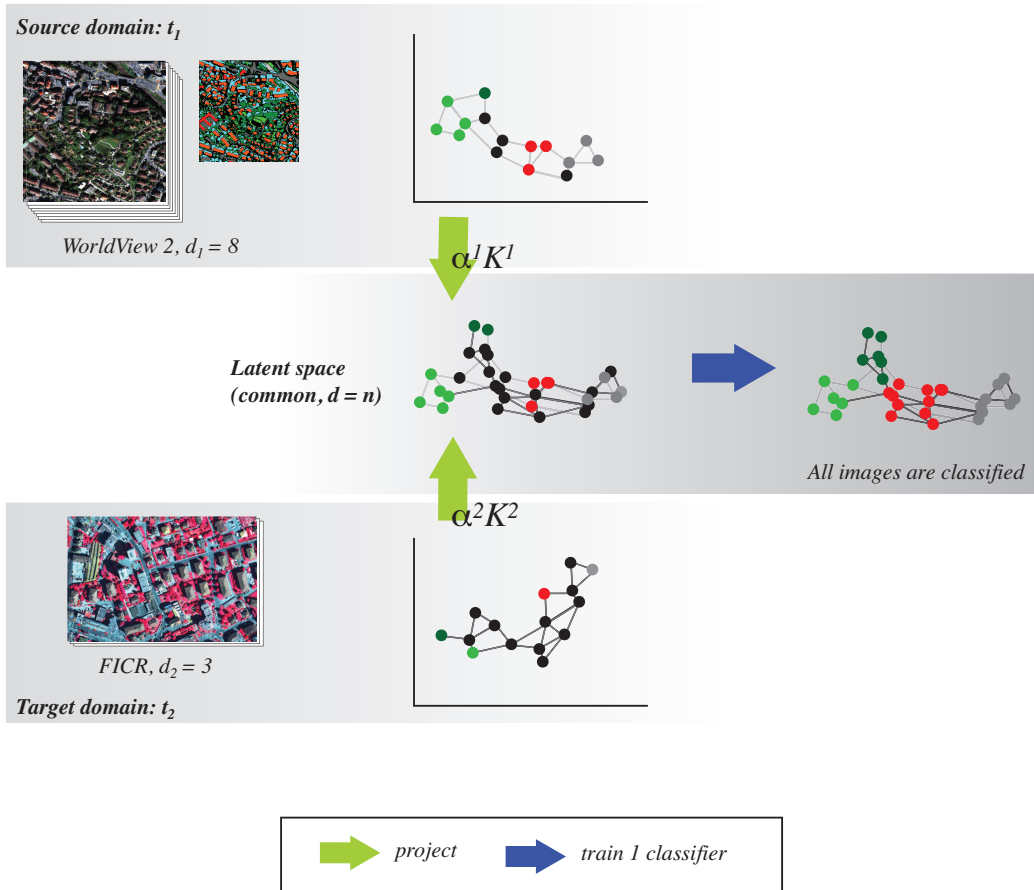 Source domain: t1
WorldView 2, d1 = 8
α1K1
Latent space
(common, d = n)
All images are classified
α2K2
FICR, d2 = 3
Target domain: t2
project
train 1 classifier